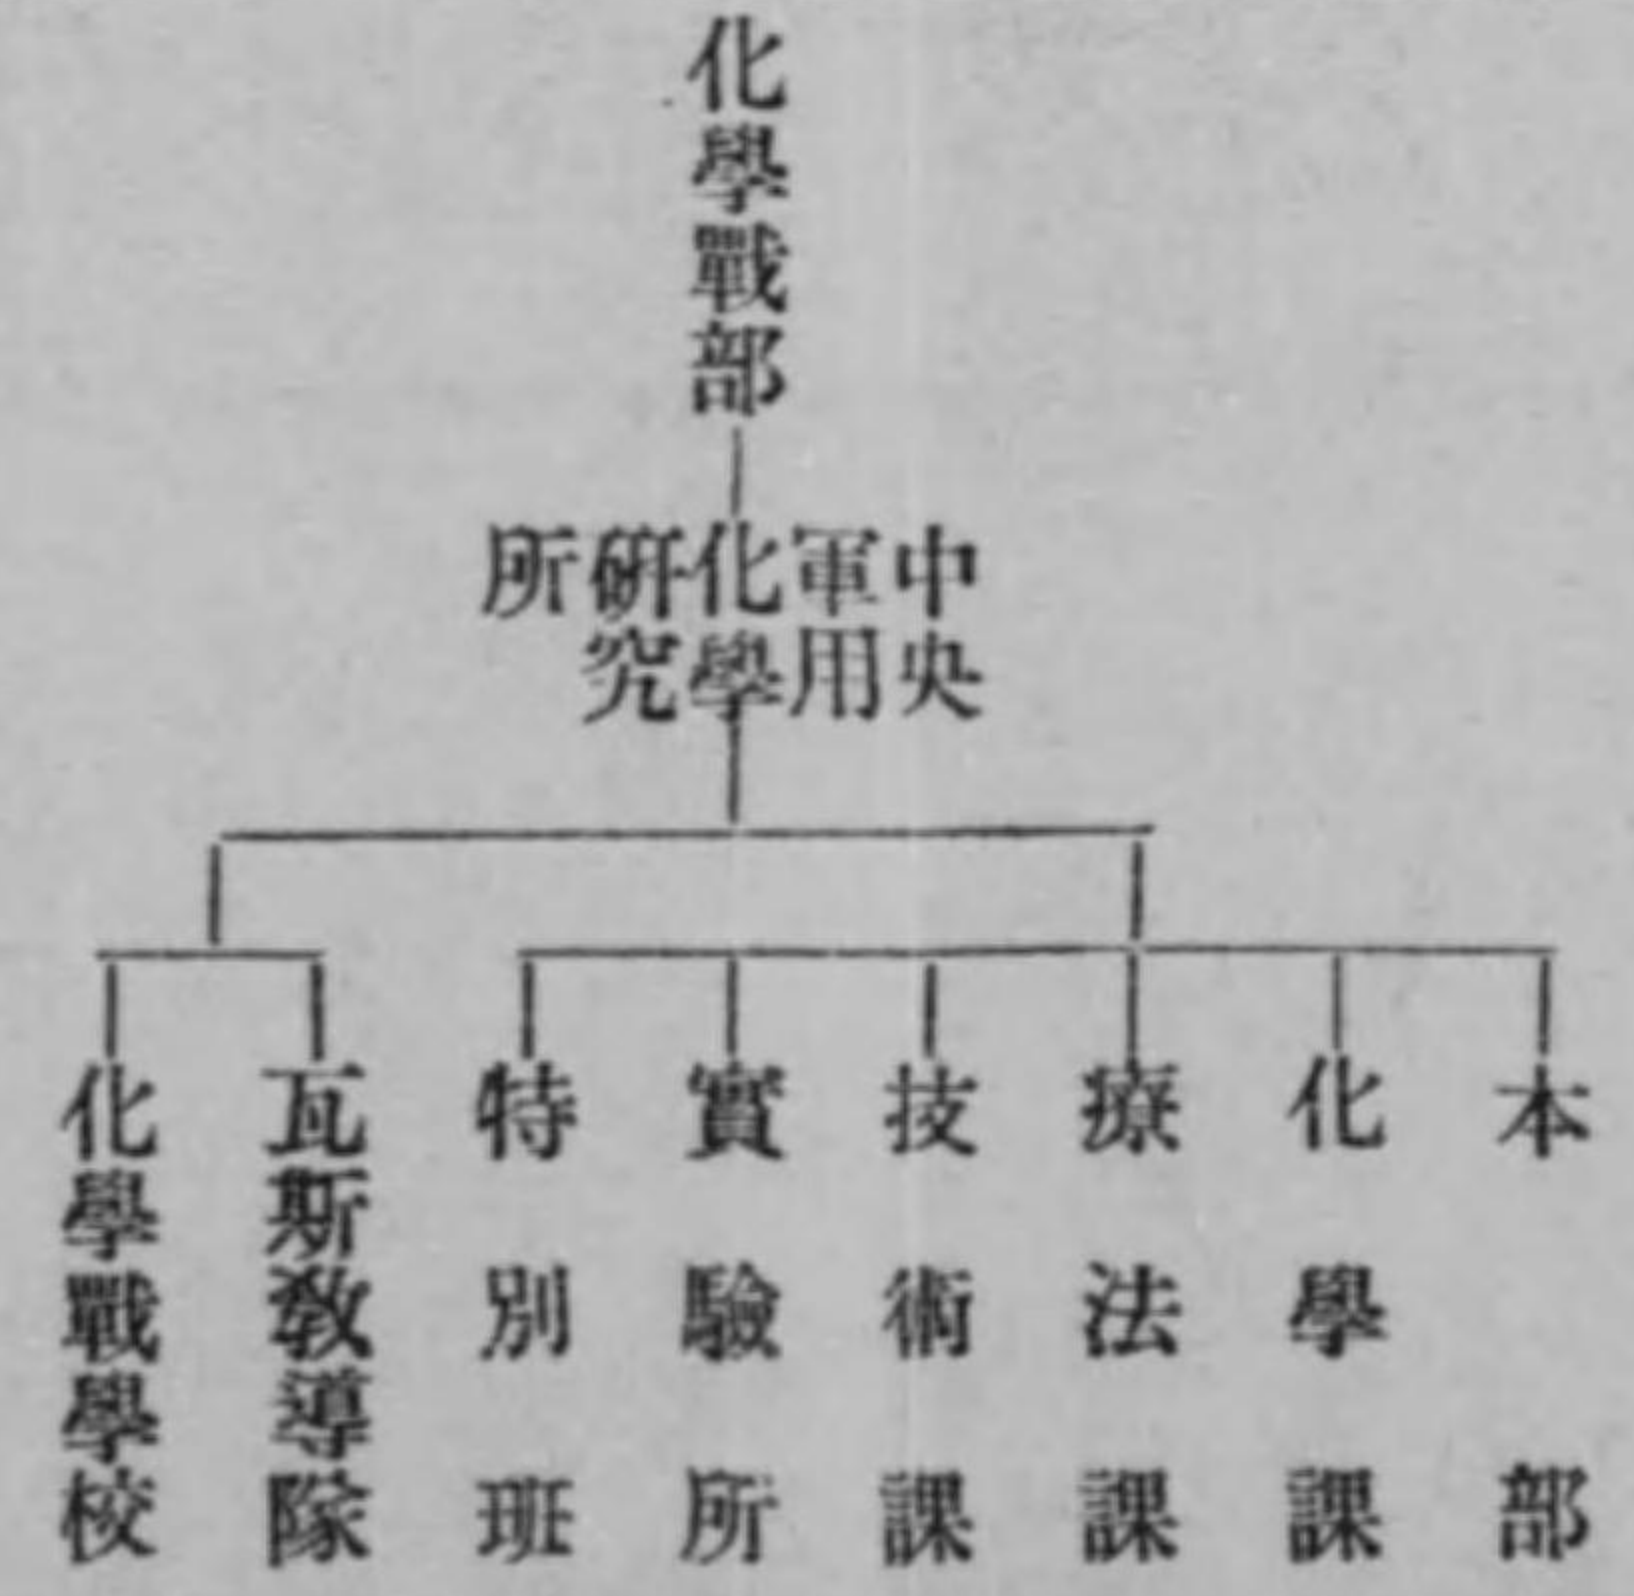 化學戰部
中央
軍用
化學
硏究
所
本部
化學課
療法課
技術課
實驗所
特別班
瓦斯敎導隊
化學戰學校